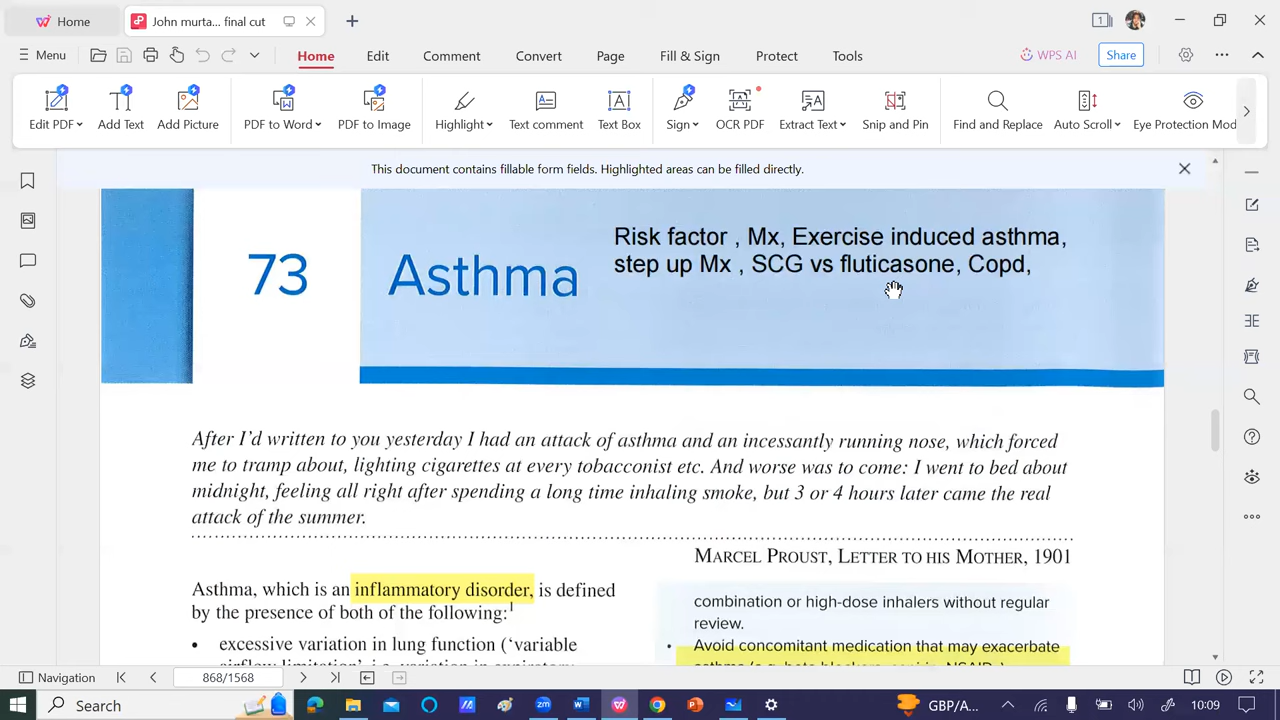 Home
John murta... final cut
1
Menu
Home
Edit
Comment
Convert
Page
Fill & Sign
Protect
Tools
WPS AI
Share
Edit PDF
Add Text
Add Picture
PDF to Word
PDF to Image
Highlight
Text comment
Text Box
Sign
OCR PDF
Extract Text
Snip and Pin
Find and Replace
Auto Scroll
Eye Protection Mod
This document contains fillable form fields. Highlighted areas can be filled directly.
73
Asthma
Risk factor , Mx, Exercise induced asthma,
step up Mx , SCG vs fluticasone, Copd,
After I'd written to you yesterday I had an attack of asthma and an incessantly running nose, which forced
me to tramp about, lighting cigarettes at every tobacconist etc. And worse was to come: I went to bed about
midnight, feeling all right after spending a long time inhaling smoke, but 3 or 4 hours later came the real
attack of the summer.
MARCEL PROUST, LETTER TO HIS MOTHER, 1901
Asthma, which is an inflammatory disorder, is defined
by the presence of both of the following:1
• excessive variation in lung function ('variable
combination or high-dose inhalers without regular
review.
• Avoid concomitant medication that may exacerbate
Navigation
868/1568
Search
GBP/A...
10:09